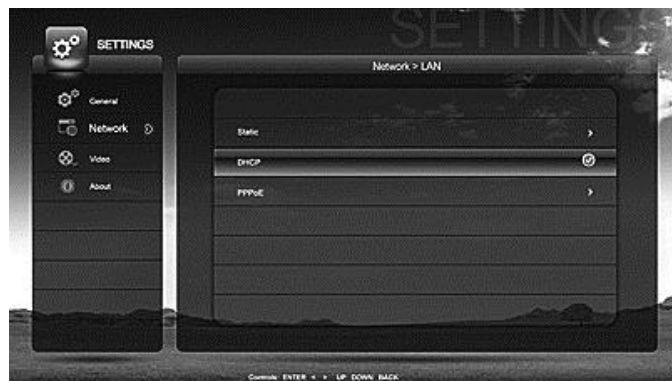 SETTINGS
SETTINGS
Network > LAN
General
Network
Video
About
Static
DHCP
PPPoE
Controls: ENTER < > UP DOWN BACK